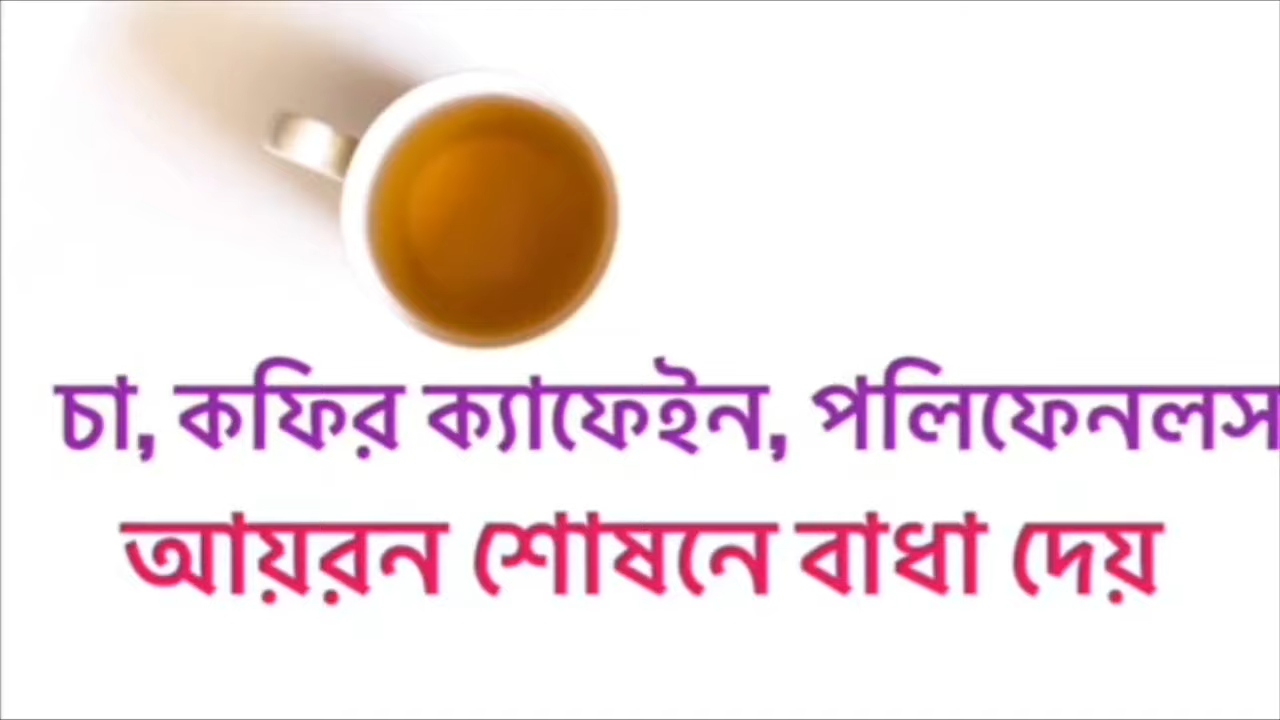 চা, কফির ক্যাফেইন, পলিফেনলস
আয়রন শোষনে বাধা দেয়